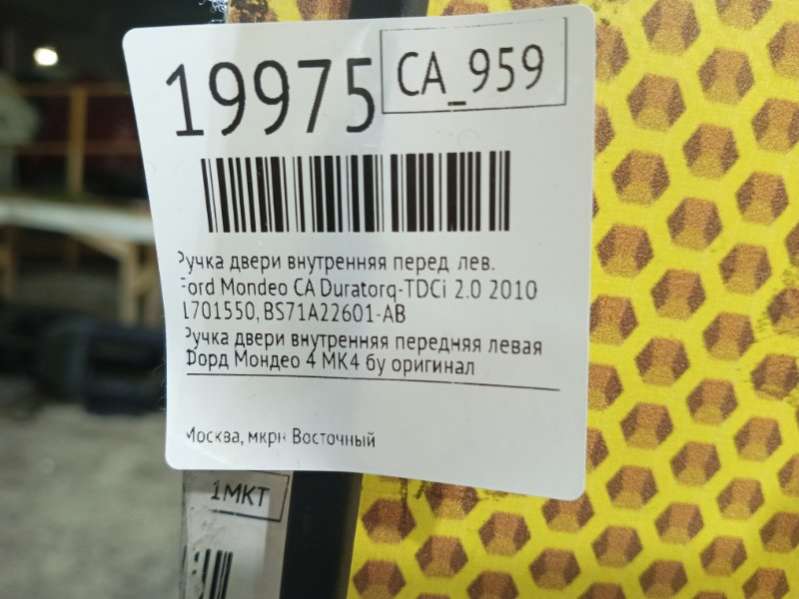 19975 CA_959
Ручка двери внутренняя перед. лев.
Ford Mondeo CA Duratorq-TDCi 2.0 2010
1701550, BS71A22601-AB
Ручка двери внутренняя передняя левая
Форд Мондео 4 МК4 бу оригинал
Москва, мкрн Восточный
1МКТ